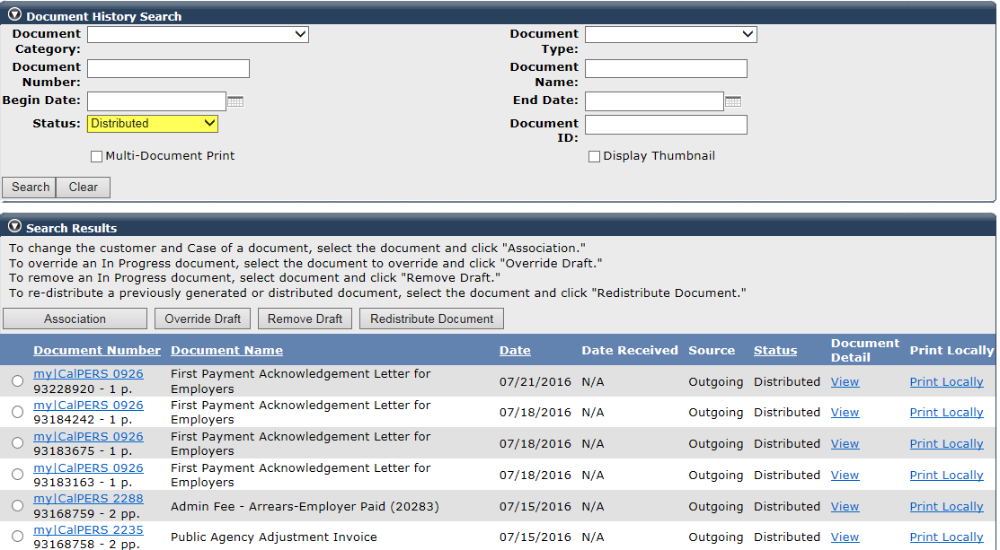 Document History Search
Document Category:
Document Type:
Document Number:
Document Name:
Begin Date:
End Date:
Status: Distributed
Document ID:
Multi-Document Print
Display Thumbnail
Search Clear
Search Results
To change the customer and Case of a document, select the document and click "Association."
To override an In Progress document, select the document to override and click "Override Draft."
To remove an In Progress document, select document and click "Remove Draft."
To re-distribute a previously generated or distributed document, select the document and click "Redistribute Document."
Association Override Draft Remove Draft Redistribute Document
Document Number Document Name Date Date Received Source Status Document Detail Print Locally
my|CalPERS 0926 First Payment Acknowledgement Letter for
93228920 - 1 p. Employers 07/21/2016 N/A Outgoing Distributed View Print Locally
my|CalPERS 0926 First Payment Acknowledgement Letter for
93184242 - 1 p. Employers 07/18/2016 N/A Outgoing Distributed View Print Locally
my|CalPERS 0926 First Payment Acknowledgement Letter for
93183675 - 1 p. Employers 07/18/2016 N/A Outgoing Distributed View Print Locally
my|CalPERS 0926 First Payment Acknowledgement Letter for
93183163 - 1 p. Employers 07/18/2016 N/A Outgoing Distributed View Print Locally
my|CalPERS 2288
93168759 - 2 pp. Admin Fee - Arrears-Employer Paid (20283) 07/15/2016 N/A Outgoing Distributed View Print Locally
my|CalPERS 2235
93168758 - 2 pp. Public Agency Adjustment Invoice 07/15/2016 N/A Outgoing Distributed View Print Locally